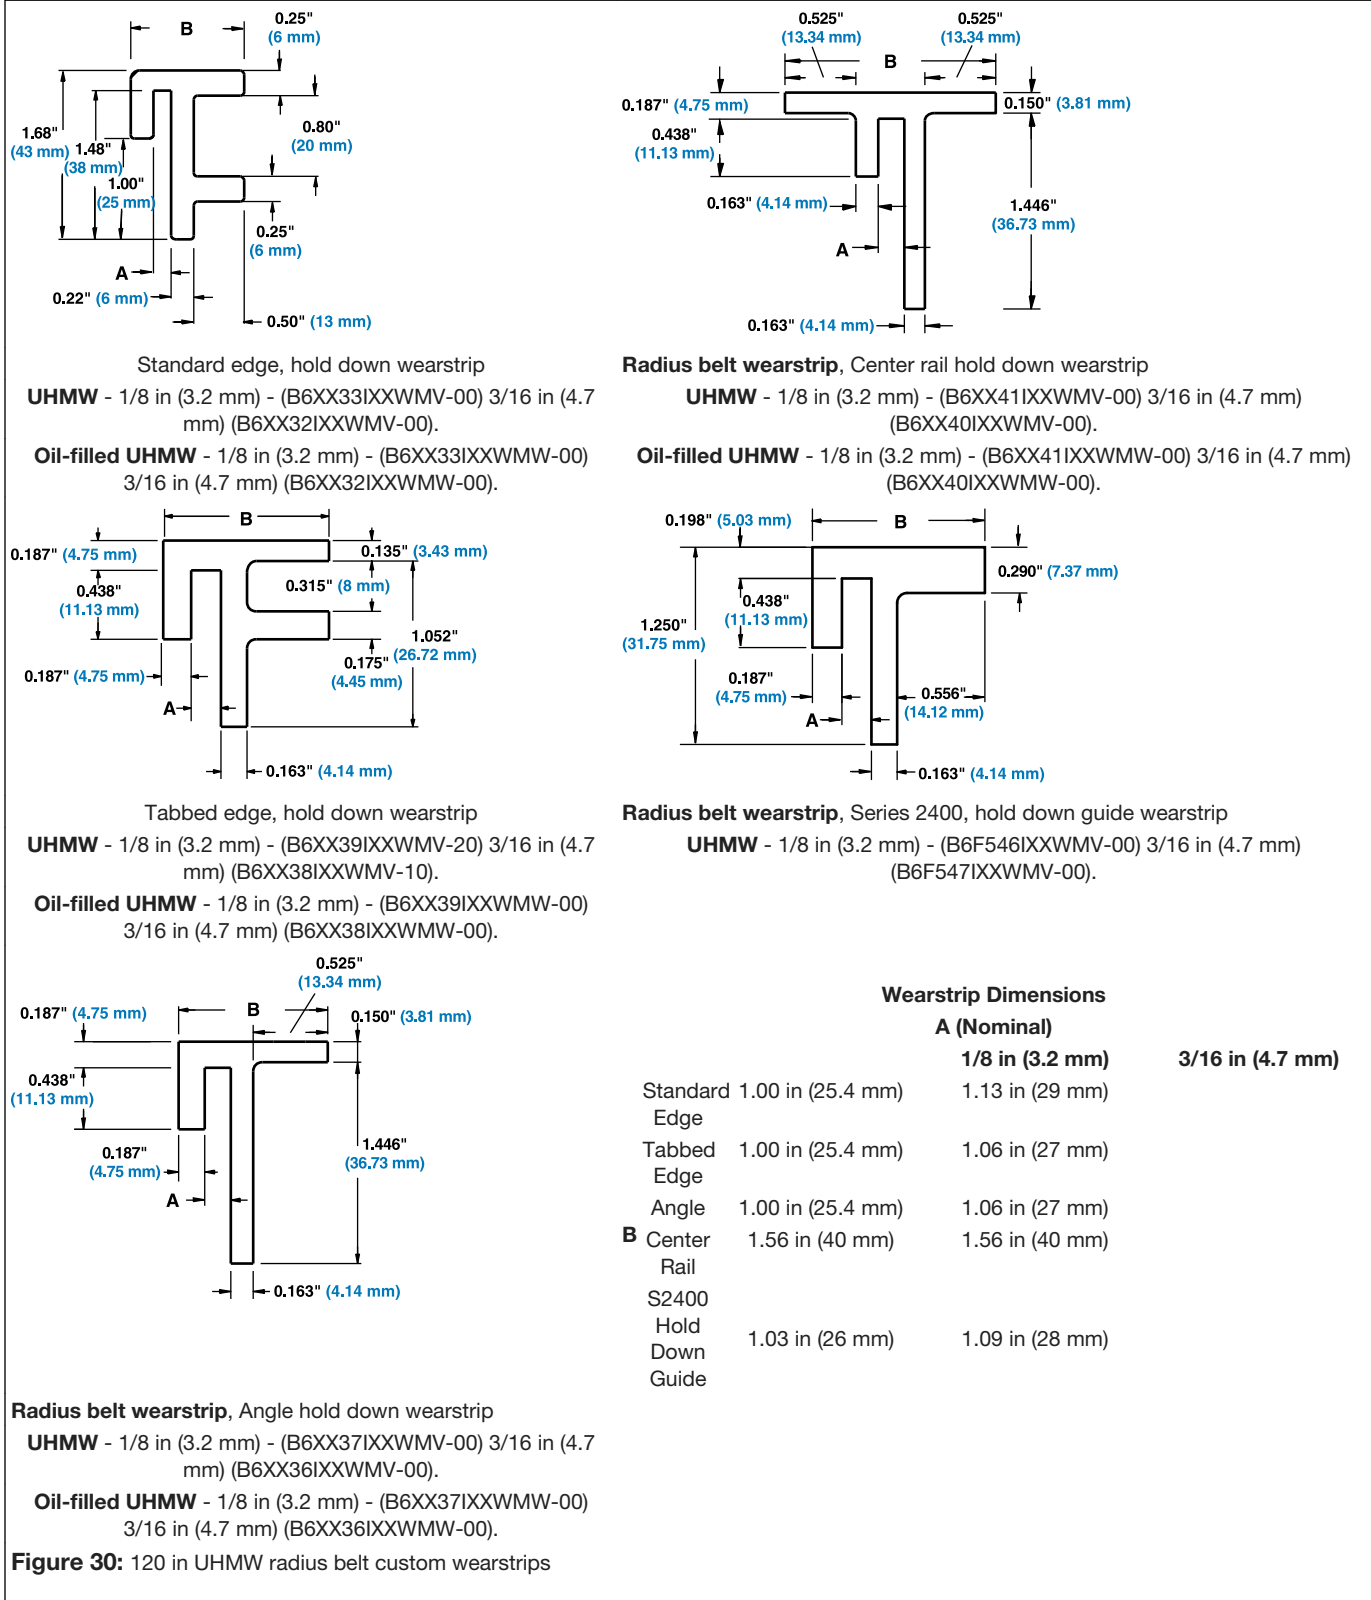 B
0.25"
(6 mm)
1.68"
(43 mm)
1.48"
(38 mm)
1.00"
(25 mm)
0.80"
(20 mm)
0.25"
(6 mm)
A
0.22" (6 mm)
0.50" (13 mm)
Standard edge, hold down wearstrip
UHMW - 1/8 in (3.2 mm) - (B6XX33IXXWMV-00) 3/16 in (4.7
mm) (B6XX32IXXWMV-00).
Oil-filled UHMW - 1/8 in (3.2 mm) - (B6XX33IXXWMW-00)
3/16 in (4.7 mm) (B6XX32IXXWMW-00).
0.525"
(13.34 mm)
0.525"
(13.34 mm)
B
0.187" (4.75 mm)
0.150" (3.81 mm)
0.438"
(11.13 mm)
0.163" (4.14 mm)
1.446"
(36.73 mm)
A
0.163" (4.14 mm)
Radius belt wearstrip, Center rail hold down wearstrip
UHMW - 1/8 in (3.2 mm) - (B6XX41IXXWMV-00) 3/16 in (4.7 mm)
(B6XX40IXXWMV-00).
Oil-filled UHMW - 1/8 in (3.2 mm) - (B6XX41IXXWMW-00) 3/16 in (4.7 mm)
(B6XX40IXXWMW-00).
B
0.187" (4.75 mm)
0.135" (3.43 mm)
0.438"
(11.13 mm)
0.315" (8 mm)
1.052"
(26.72 mm)
0.175"
(4.45 mm)
0.187" (4.75 mm)
A
0.163" (4.14 mm)
Tabbed edge, hold down wearstrip
UHMW - 1/8 in (3.2 mm) - (B6XX39IXXWMV-20) 3/16 in (4.7
mm) (B6XX38IXXWMV-10).
Oil-filled UHMW - 1/8 in (3.2 mm) - (B6XX39IXXWMW-00)
3/16 in (4.7 mm) (B6XX38IXXWMW-00).
0.198" (5.03 mm)
B
0.290" (7.37 mm)
0.438"
(11.13 mm)
1.250"
(31.75 mm)
0.187"
(4.75 mm)
0.556"
(14.12 mm)
A
0.163" (4.14 mm)
Radius belt wearstrip, Series 2400, hold down guide wearstrip
UHMW - 1/8 in (3.2 mm) - (B6F546IXXWMV-00) 3/16 in (4.7 mm)
(B6F547IXXWMV-00).
0.525"
(13.34 mm)
0.187" (4.75 mm)
B
0.150" (3.81 mm)
0.438"
(11.13 mm)
0.187"
(4.75 mm)
1.446"
(36.73 mm)
A
0.163" (4.14 mm)
Radius belt wearstrip, Angle hold down wearstrip
UHMW - 1/8 in (3.2 mm) - (B6XX37IXXWMV-00) 3/16 in (4.7
mm) (B6XX36IXXWMV-00).
Oil-filled UHMW - 1/8 in (3.2 mm) - (B6XX37IXXWMW-00)
3/16 in (4.7 mm) (B6XX36IXXWMW-00).
Wearstrip Dimensions
A (Nominal)
1/8 in (3.2 mm) 3/16 in (4.7 mm)
Standard 1.00 in (25.4 mm) 1.13 in (29 mm)
Edge
Tabbed 1.00 in (25.4 mm) 1.06 in (27 mm)
Edge
Angle 1.00 in (25.4 mm) 1.06 in (27 mm)
B Center 1.56 in (40 mm) 1.56 in (40 mm)
Rail
S2400
Hold
Down 1.03 in (26 mm) 1.09 in (28 mm)
Guide
Figure 30: 120 in UHMW radius belt custom wearstrips